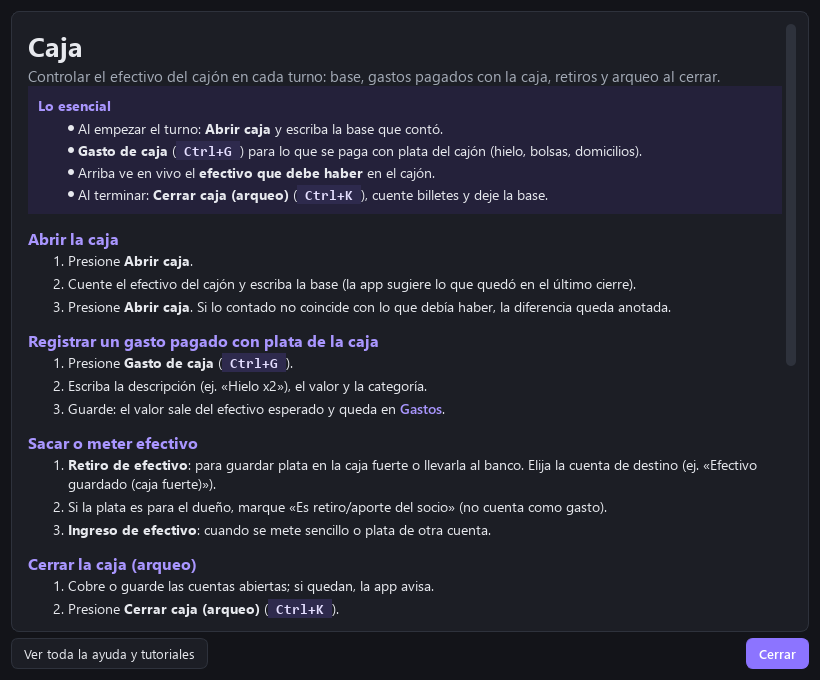 Caja
Controlar el efectivo del cajón en cada turno: base, gastos pagados con la caja, retiros y arqueo al cerrar.
Lo esencial
• Al empezar el turno: Abrir caja y escriba la base que contó.
• Gasto de caja ( Ctrl+G ) para lo que se paga con plata del cajón (hielo, bolsas, domicilios).
• Arriba ve en vivo el efectivo que debe haber en el cajón.
• Al terminar: Cerrar caja (arqueo) ( Ctrl+K ), cuente billetes y deje la base.
Abrir la caja
1. Presione Abrir caja.
2. Cuente el efectivo del cajón y escriba la base (la app sugiere lo que quedó en el último cierre).
3. Presione Abrir caja. Si lo contado no coincide con lo que debía haber, la diferencia queda anotada.
Registrar un gasto pagado con plata de la caja
1. Presione Gasto de caja ( Ctrl+G ).
2. Escriba la descripción (ej. «Hielo x2»), el valor y la categoría.
3. Guarde: el valor sale del efectivo esperado y queda en Gastos.
Sacar o meter efectivo
1. Retiro de efectivo: para guardar plata en la caja fuerte o llevarla al banco. Elija la cuenta de destino (ej. «Efectivo
guardado (caja fuerte)»).
2. Si la plata es para el dueño, marque «Es retiro/aporte del socio» (no cuenta como gasto).
3. Ingreso de efectivo: cuando se mete sencillo o plata de otra cuenta.
Cerrar la caja (arqueo)
1. Cobre o guarde las cuentas abiertas; si quedan, la app avisa.
2. Presione Cerrar caja (arqueo) ( Ctrl+K ).
Ver toda la ayuda y tutoriales
Cerrar